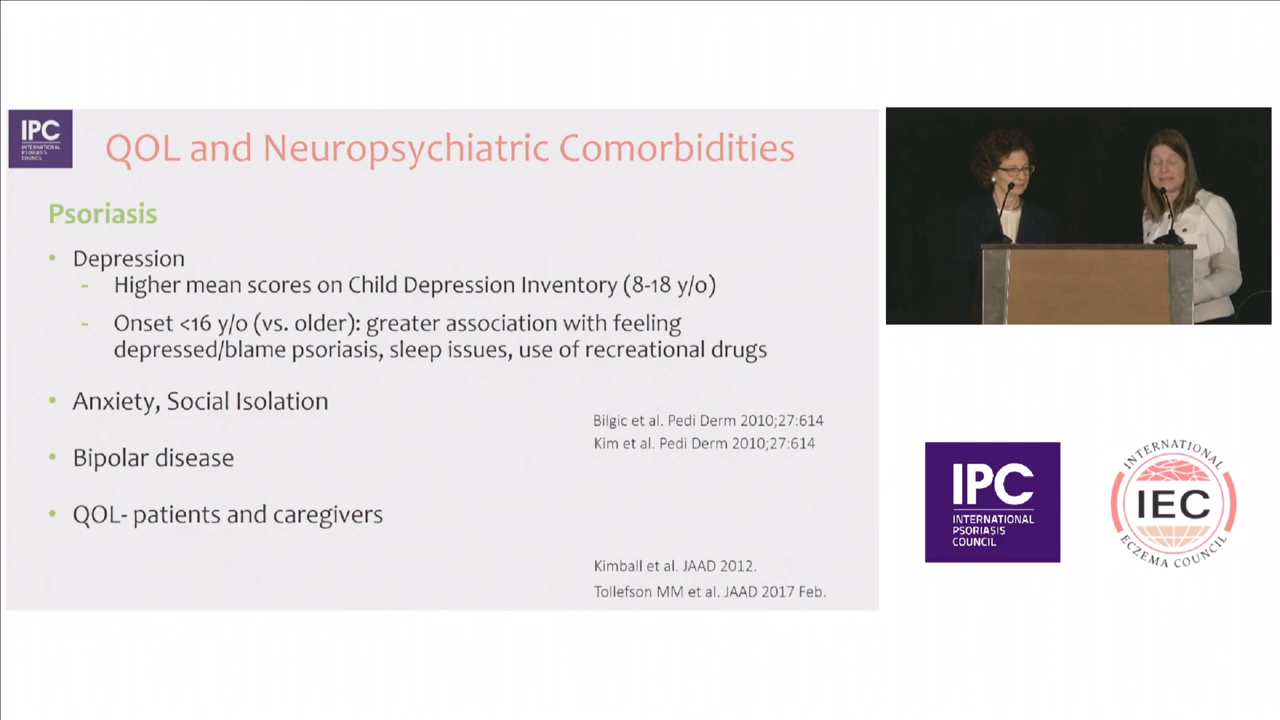 IPC
INTERNATIONAL
PSORIASIS
COUNCIL
QOL and Neuropsychiatric Comorbidities
Psoriasis
• Depression
- Higher mean scores on Child Depression Inventory (8-18 y/o)
- Onset <16 y/o (vs. older): greater association with feeling
depressed/blame psoriasis, sleep issues, use of recreational drugs
• Anxiety, Social Isolation
Bilgic et al. Pedi Derm 2010;27:614
Kim et al. Pedi Derm 2010;27:614
• Bipolar disease
• QOL- patients and caregivers
Kimball et al. JAAD 2012.
Tollefson MM et al. JAAD 2017 Feb.
IPC
INTERNATIONAL
PSORIASIS
COUNCIL
INTERNATIONAL
IEC
ECZEMA COUNCIL